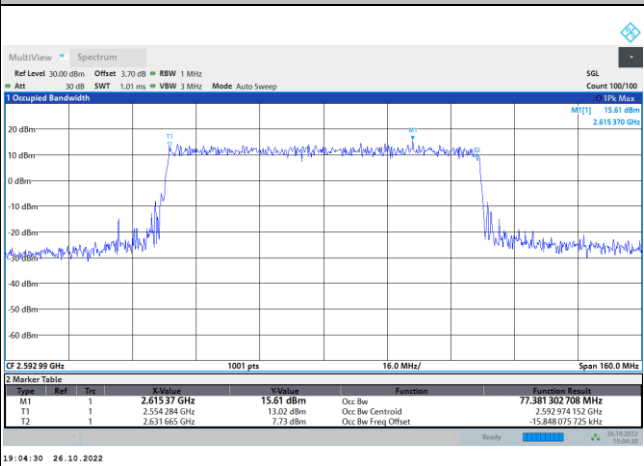 MultiView Spectrum
Ref Level 30.00 dBm Offset 3.70 dB RBW 1 MHz SGL
Att 30 dB SWT 1.01 ms VBW 3 MHz Mode Auto Sweep Count 100/100
1 Occupied Bandwidth 1Pk Max
M1[1] 15.61 dBm
2.615 370 GHz
T1 M1 T2
20 dBm
10 dBm
0 dBm
-10 dBm
-20 dBm
-30 dBm
-40 dBm
-50 dBm
-60 dBm
CF 2.592 99 GHz 1001 pts 16.0 MHz/ Span 160.0 MHz
2 Marker Table
Type Ref Trc X-Value Y-Value Function Function Result
M1 1 2.61537 GHz 15.61 dBm Occ Bw 77.381 302 708 MHz
T1 1 2.554 284 GHz 13.02 dBm Occ Bw Centroid 2.592 974 152 GHz
T2 1 2.631 665 GHz 7.73 dBm Occ Bw Freq Offset -15.848 075 725 kHz
Ready 26.10.2022
19:04:30
19:04:30 26.10.2022